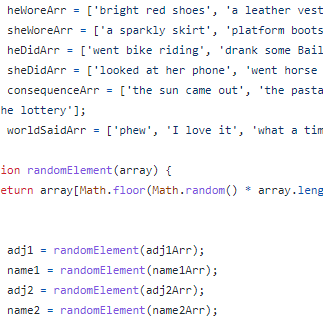 heWoreArr = ['bright red shoes', 'a leather vest
sheWoreArr = ['a sparkly skirt', 'platform boots
heDidArr = ['went bike riding', 'drank some Bail
sheDidArr = ['looked at her phone', 'went horse
consequenceArr = ['the sun came out', 'the pasta
he lottery'];
worldSaidArr = ['phew', 'I love it', 'what a tim
ion randomElement(array) {
eturn array[Math.floor(Math.random() * array.leng
adj1 = randomElement(adj1Arr);
name1 = randomElement(name1Arr);
adj2 = randomElement(adj2Arr);
name2 = randomElement(name2Arr);